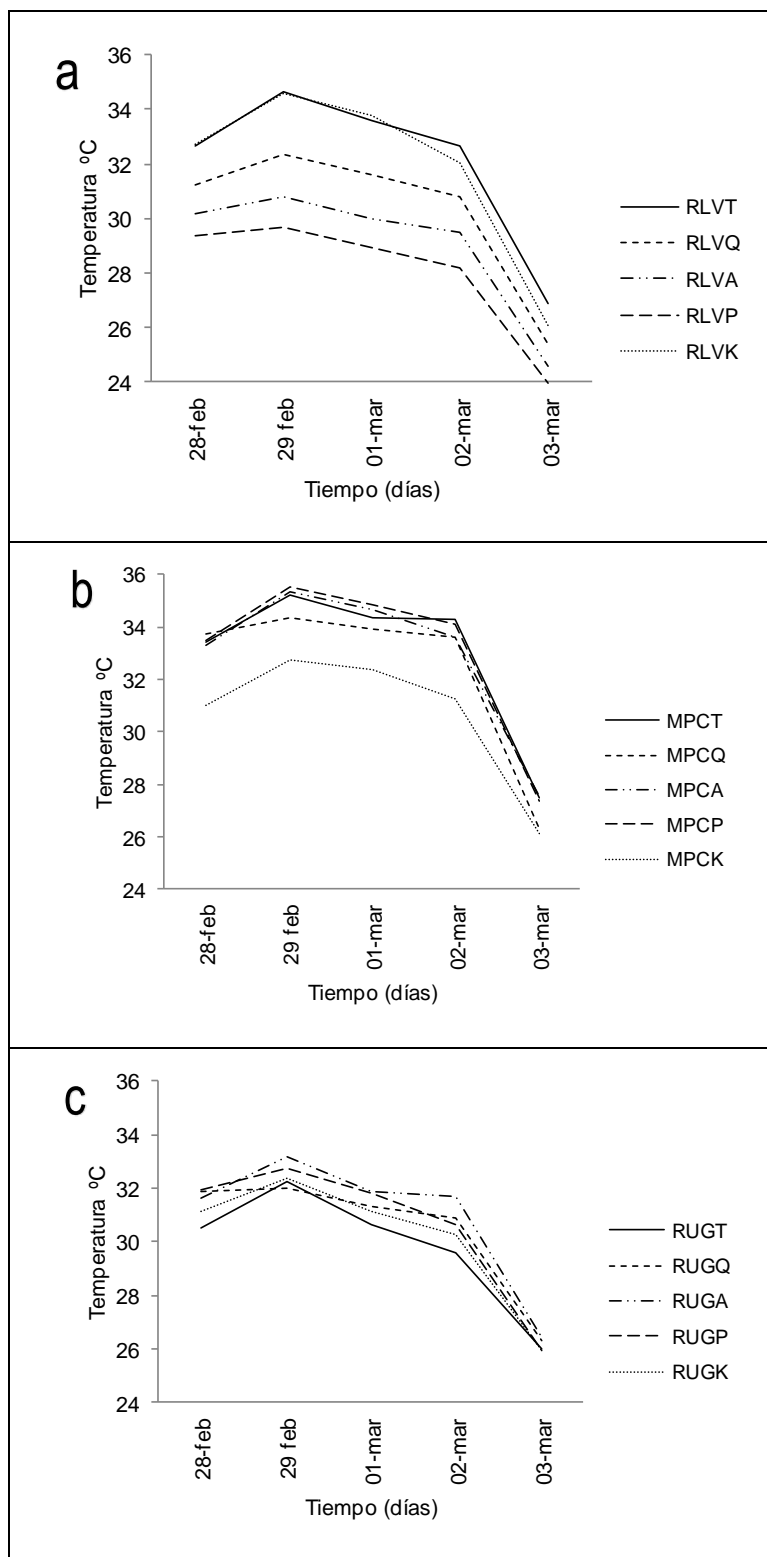 a
Temperatura ºC
36
34
32
30
28
26
24
28-feb
29 feb
01-mar
02-mar
03-mar
Tiempo (días)
RLVT
RLVQ
RLVA
RLVP
RLVK
b
Temperatura ºC
36
34
32
30
28
26
24
28-feb
29 feb
01-mar
02-mar
03-mar
Tiempo (días)
MPCT
MPCQ
MPCA
MPCP
MPCK
c
Temperatura ºC
36
34
32
30
28
26
24
28-feb
29 feb
01-mar
02-mar
03-mar
Tiempo (días)
RUGT
RUGQ
RUGA
RUGP
RUGK